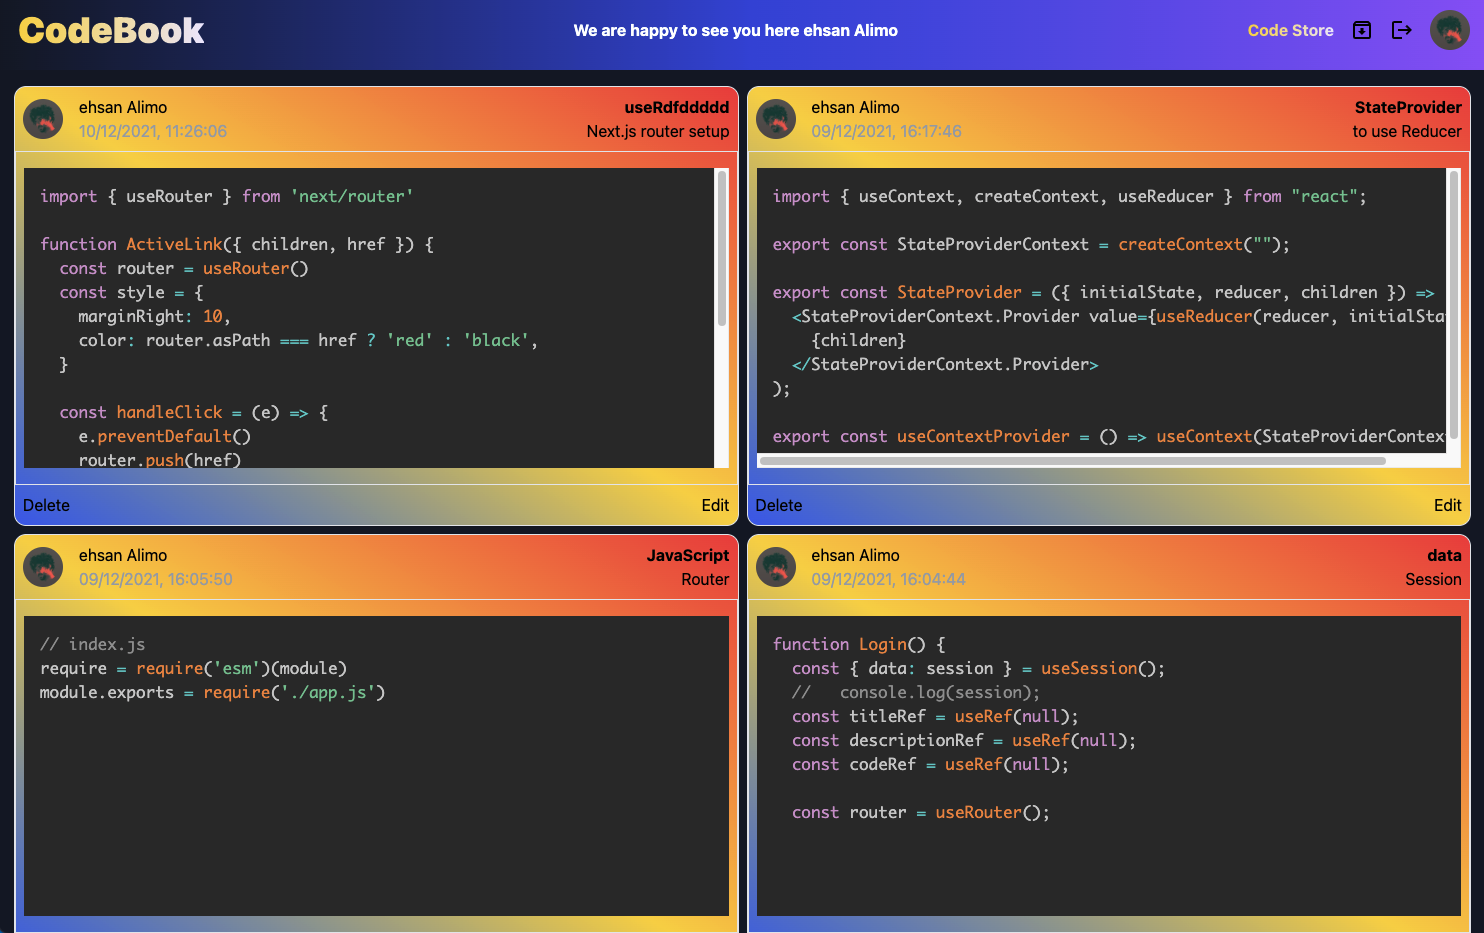 CodeBook
We are happy to see you here ehsan Alimo
Code Store
ehsan Alimo
10/12/2021, 11:26:06
useRdfddddd
Next.js router setup
import { useRouter } from 'next/router'
function ActiveLink({ children, href }) {
  const router = useRouter()
  const style = {
    marginRight: 10,
    color: router.asPath === href ? 'red' : 'black',
  }
  const handleClick = (e) => {
    e.preventDefault()
    router.push(href)
Delete
Edit
ehsan Alimo
09/12/2021, 16:17:46
StateProvider
to use Reducer
import { useContext, createContext, useReducer } from "react";
export const StateProviderContext = createContext("");
export const StateProvider = ({ initialState, reducer, children }) =>
  <StateProviderContext.Provider value={useReducer(reducer, initialSta
    {children}
  </StateProviderContext.Provider>
);
export const useContextProvider = () => useContext(StateProviderContex
Delete
Edit
ehsan Alimo
09/12/2021, 16:05:50
JavaScript
Router
// index.js
require = require('esm')(module)
module.exports = require('./app.js')
ehsan Alimo
09/12/2021, 16:04:44
data
Session
function Login() {
  const { data: session } = useSession();
  //   console.log(session);
  const titleRef = useRef(null);
  const descriptionRef = useRef(null);
  const codeRef = useRef(null);
  const router = useRouter();